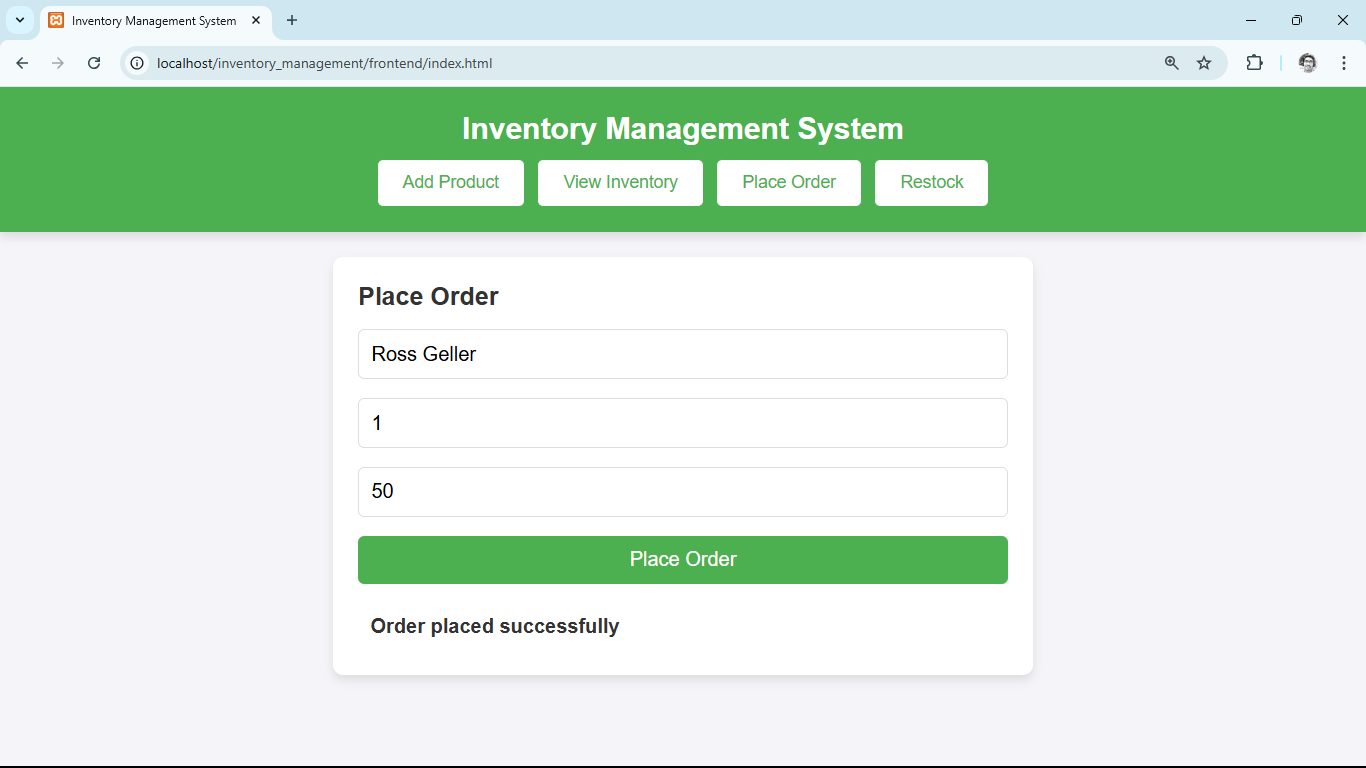 Inventory Management System
localhost/inventory_management/frontend/index.html
Inventory Management System
Add Product View Inventory Place Order Restock
Place Order
Ross Geller
1
50
Place Order
Order placed successfully